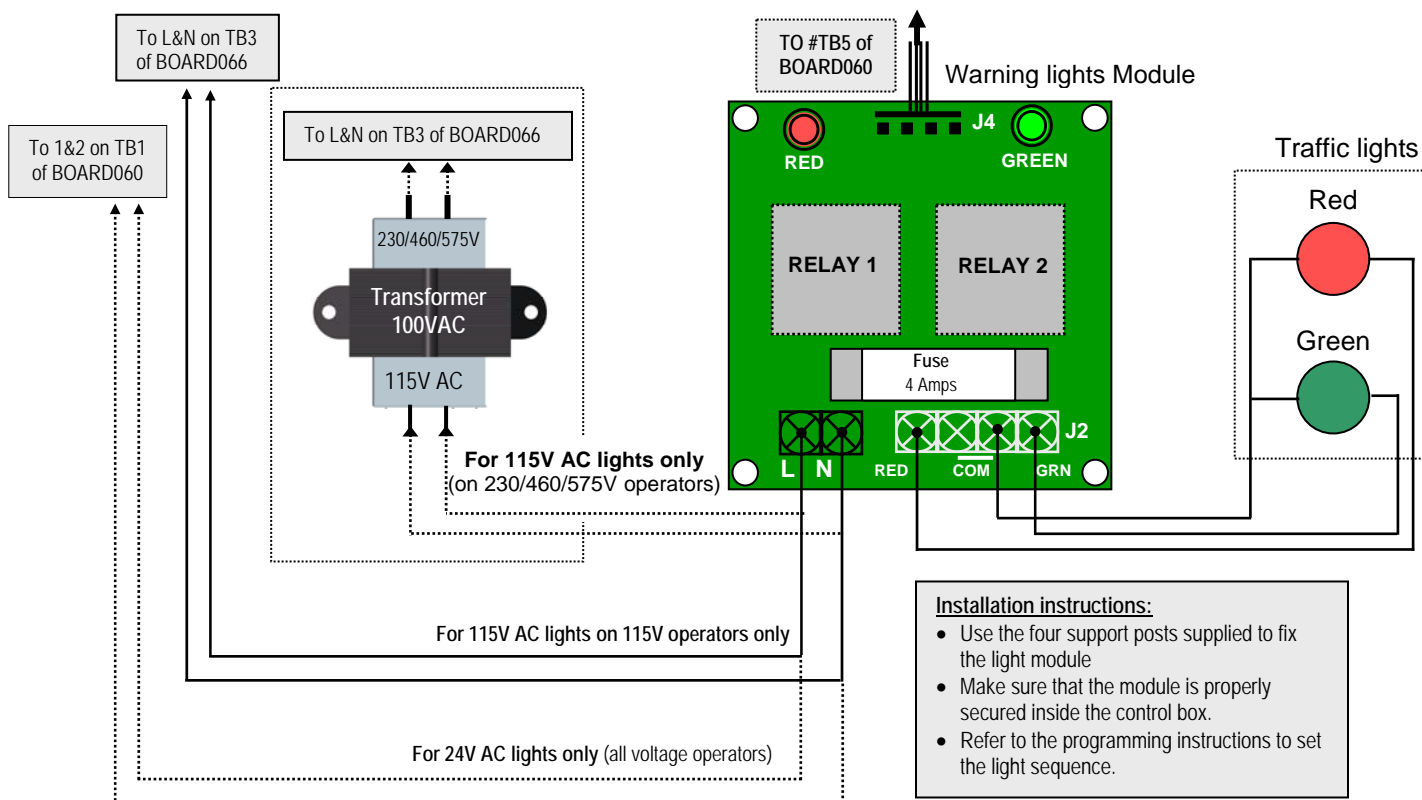 To L&N on TB3
of BOARD066
To 1&2 on TB1
of BOARD060
To L&N on TB3 of BOARD066
230/460/575V
Transformer
100VAC
115V AC
For 115V AC lights only
(on 230/460/575V operators)
For 115V AC lights on 115V operators only
For 24V AC lights only (all voltage operators)
TO #TB5 of
BOARD060
Warning lights Module
J4
RED
GREEN
RELAY 1
RELAY 2
Fuse
4 Amps
J2
L N
RED COM GRN
Traffic lights
Red
Green
Installation instructions:
• Use the four support posts supplied to fix
the light module
• Make sure that the module is properly
secured inside the control box.
• Refer to the programming instructions to set
the light sequence.